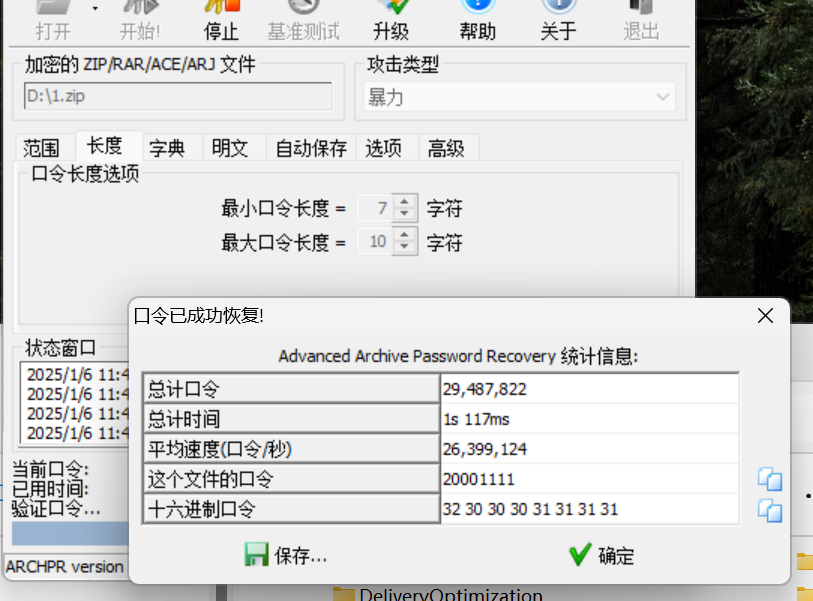 打开 开始! 停止 基准测试 升级 帮助 关于 退出
加密的 ZIP/RAR/ACE/ARJ 文件 攻击类型
D:\1.zip 暴力
范围 长度 字典 明文 自动保存 选项 高级
口令长度选项
最小口令长度 = 7 字符
最大口令长度 = 10 字符
口令已成功恢复!
状态窗口
Advanced Archive Password Recovery 统计信息:
2025/1/6 11:4
2025/1/6 11:4
2025/1/6 11:4
2025/1/6 11:4
总计口令 29,487,822
总计时间 1s 117ms
平均速度(口令/秒) 26,399,124
这个文件的口令 20001111
十六进制口令 32 30 30 30 31 31 31 31
当前口令:
已用时间:
验证口令...
保存... 确定
ARCHPR version
DeliveryOptimization